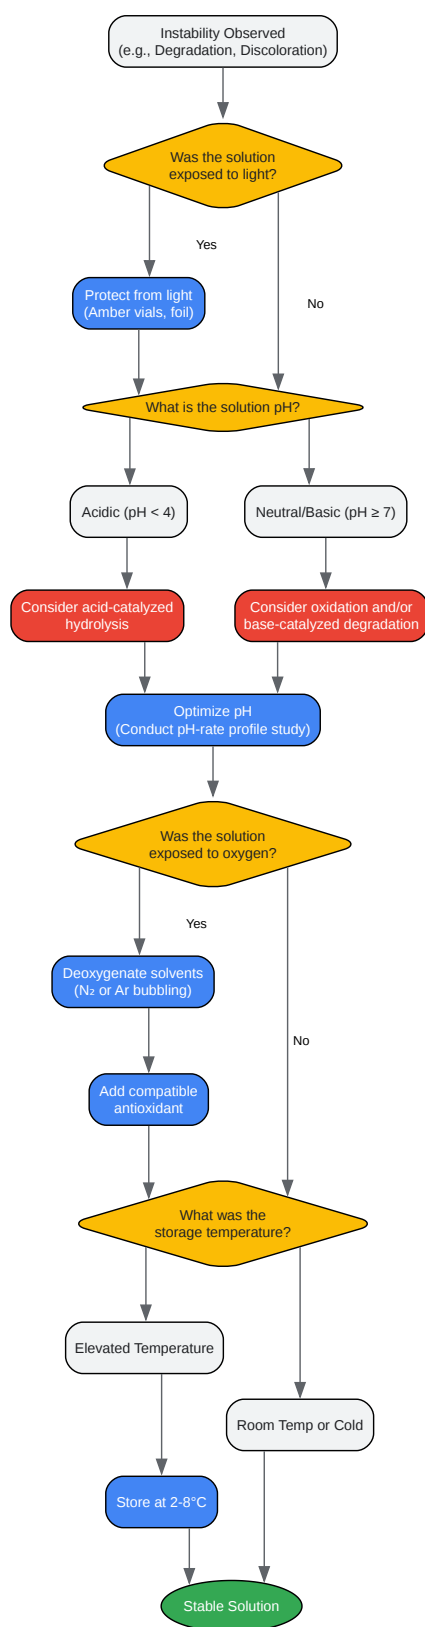 Instability Observed
(e.g., Degradation, Discoloration)
Was the solution
exposed to light?
Yes
Protect from light
(Amber vials, foil)
No
What is the solution pH?
Acidic (pH < 4)
Neutral/Basic (pH ≥ 7)
Consider acid-catalyzed
hydrolysis
Consider oxidation and/or
base-catalyzed degradation
Optimize pH
(Conduct pH-rate profile study)
Was the solution
exposed to oxygen?
Yes
Deoxygenate solvents
(N₂ or Ar bubbling)
No
Add compatible
antioxidant
What was the
storage temperature?
Elevated Temperature
Room Temp or Cold
Store at 2-8°C
Stable Solution